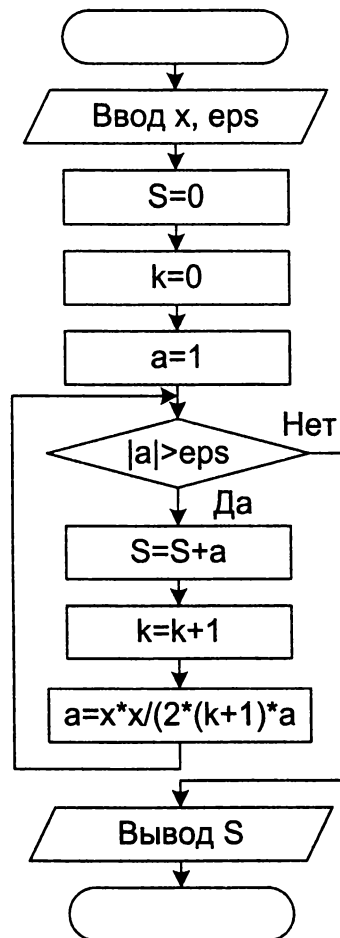 Ввод x, eps
S=0
k=0
a=1
|a|>eps
Нет
Да
S=S+a
k=k+1
a=x*x/(2*(k+1)*a
Вывод S